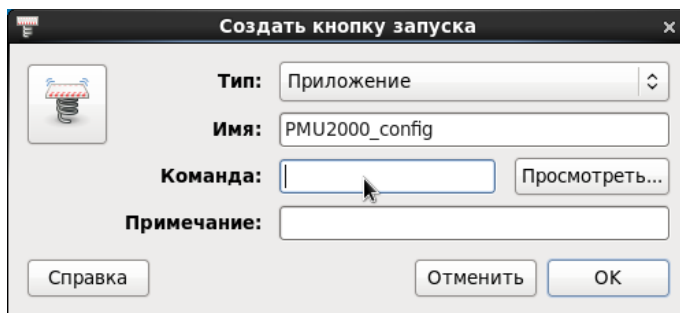 Создать кнопку запуска
Тип: Приложение
Имя: PMU2000_config
Команда: Просмотреть...
Примечание:
Справка Отменить OK